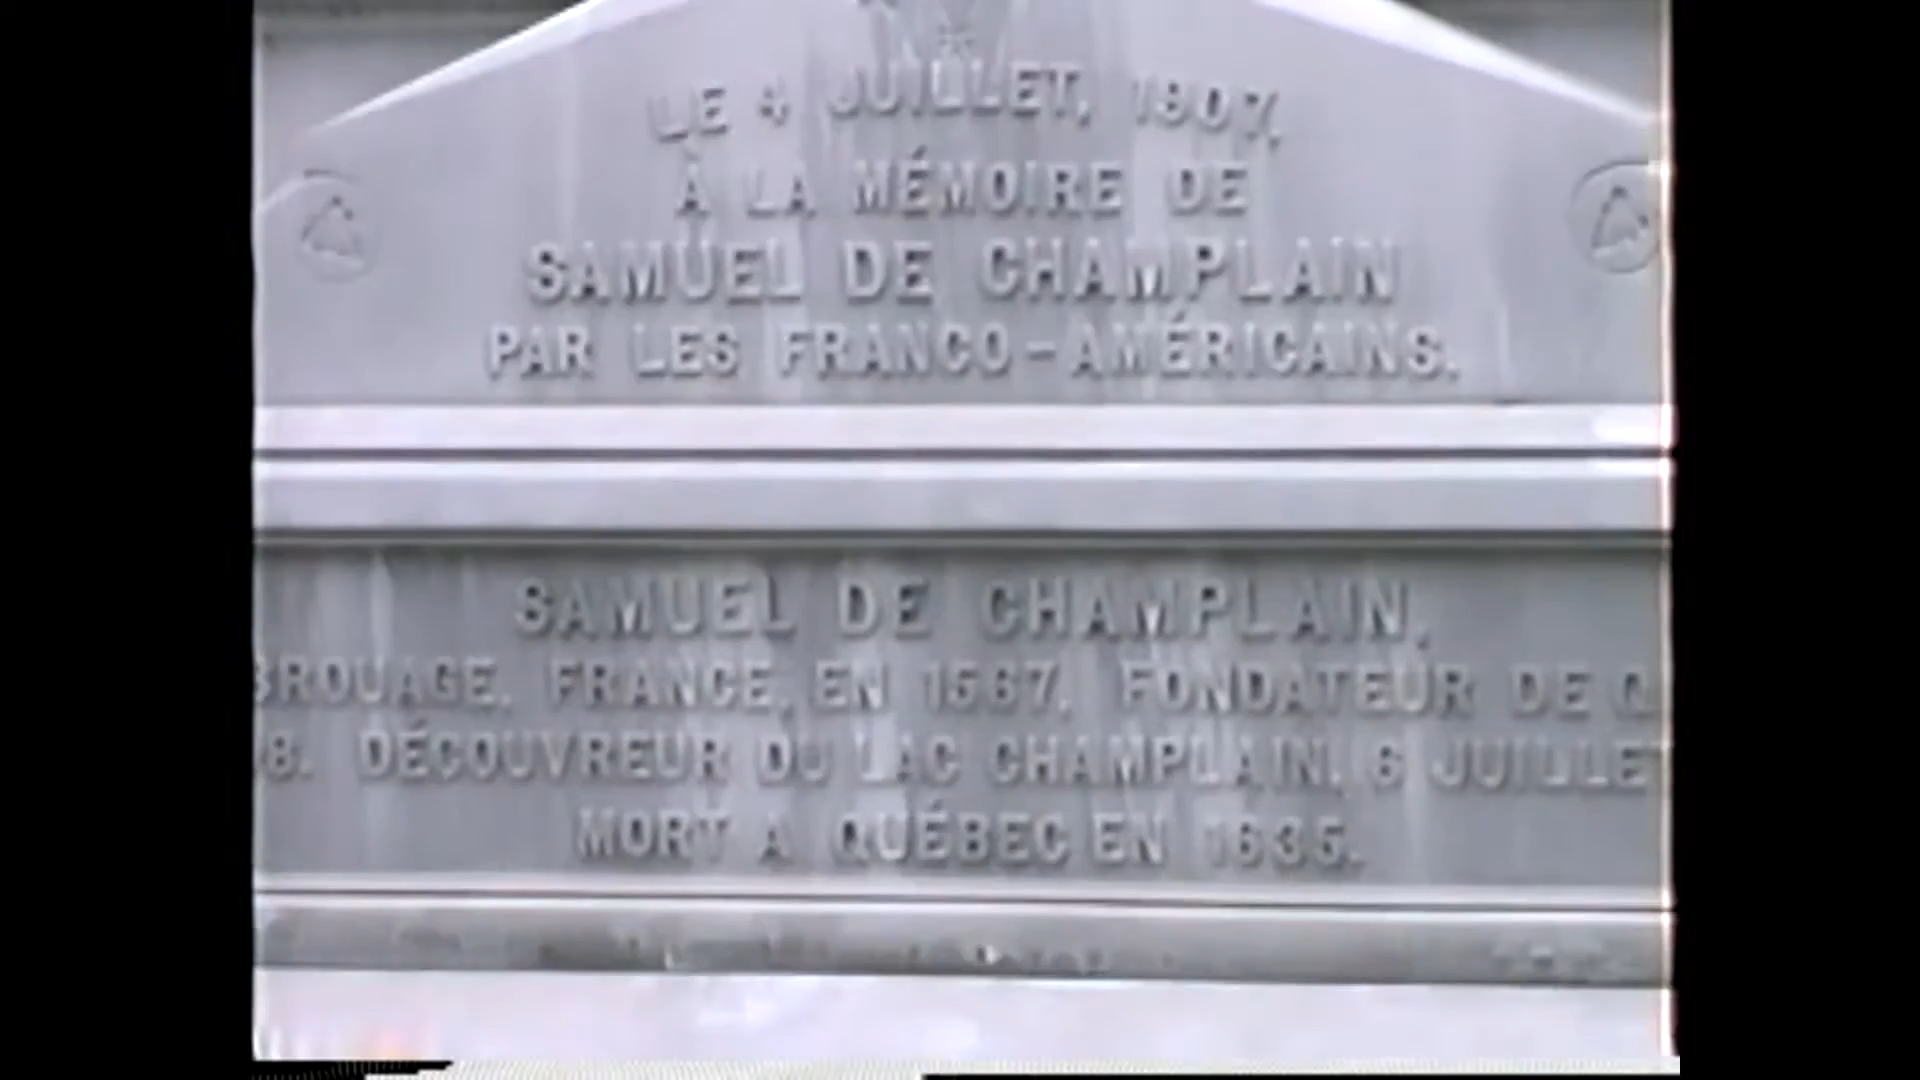 LE 4 JUILLET, 1907,
À LA MÉMOIRE DE
SAMUEL DE CHAMPLAIN
PAR LES FRANCO-AMÉRICAINS.
SAMUEL DE CHAMPLAIN,
BROUAGE, FRANCE, EN 1567, FONDATEUR DE Q
8. DÉCOUVREUR DU LAC CHAMPLAIN, 6 JUILLET
MORT A QUÉBEC EN 1635.